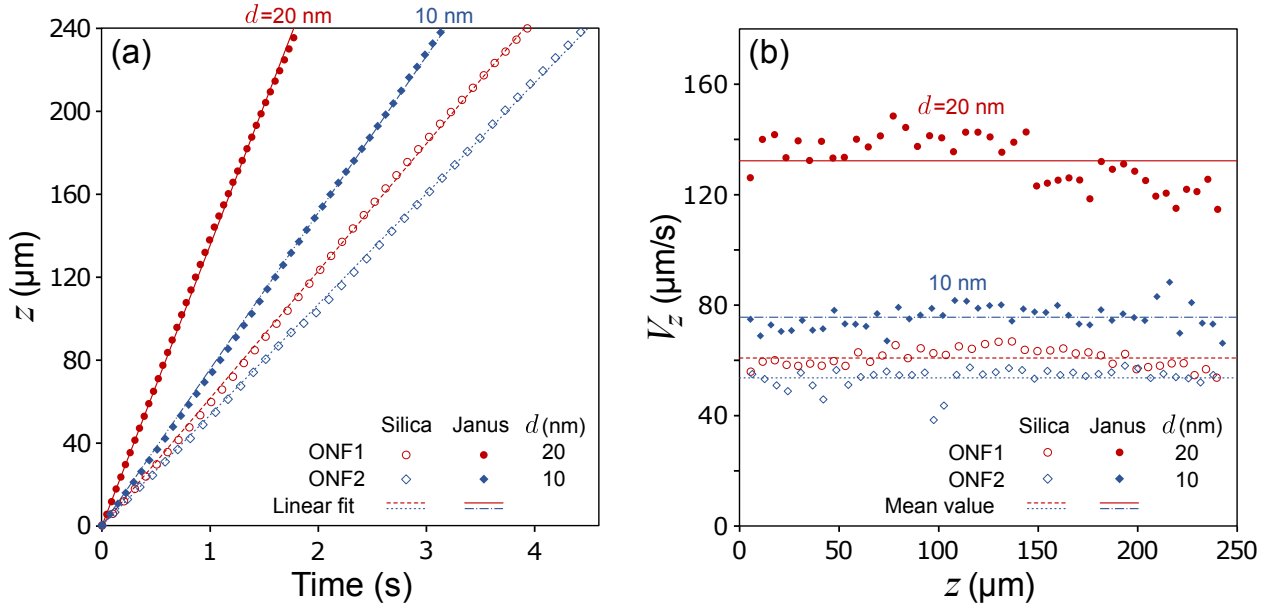 d=20 nm 10 nm
(a)
240
200
160
120
80
40
0
z (μm)
0 1 2 3 4
Time (s)
Silica Janus d (nm)
ONF1 20
ONF2 10
Linear fit
(b)
160
120
80
40
0
V_z (μm/s)
d=20 nm
10 nm
Silica Janus d (nm)
ONF1 20
ONF2 10
Mean value
0 50 100 150 200 250
z (μm)